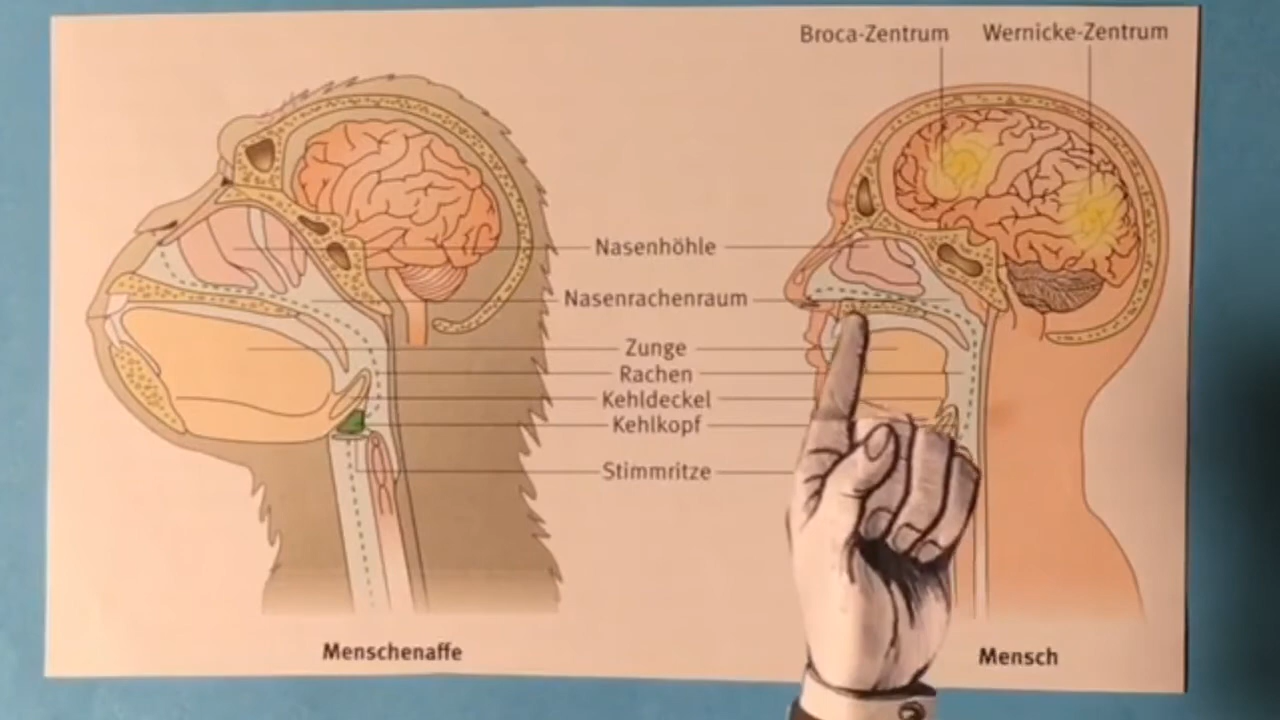 Broca-Zentrum
Wernicke-Zentrum
Nasenhöhle
Nasenrachenraum
Zunge
Rachen
Kehldeckel
Kehlkopf
Stimmritze
Menschenaffe
Mensch